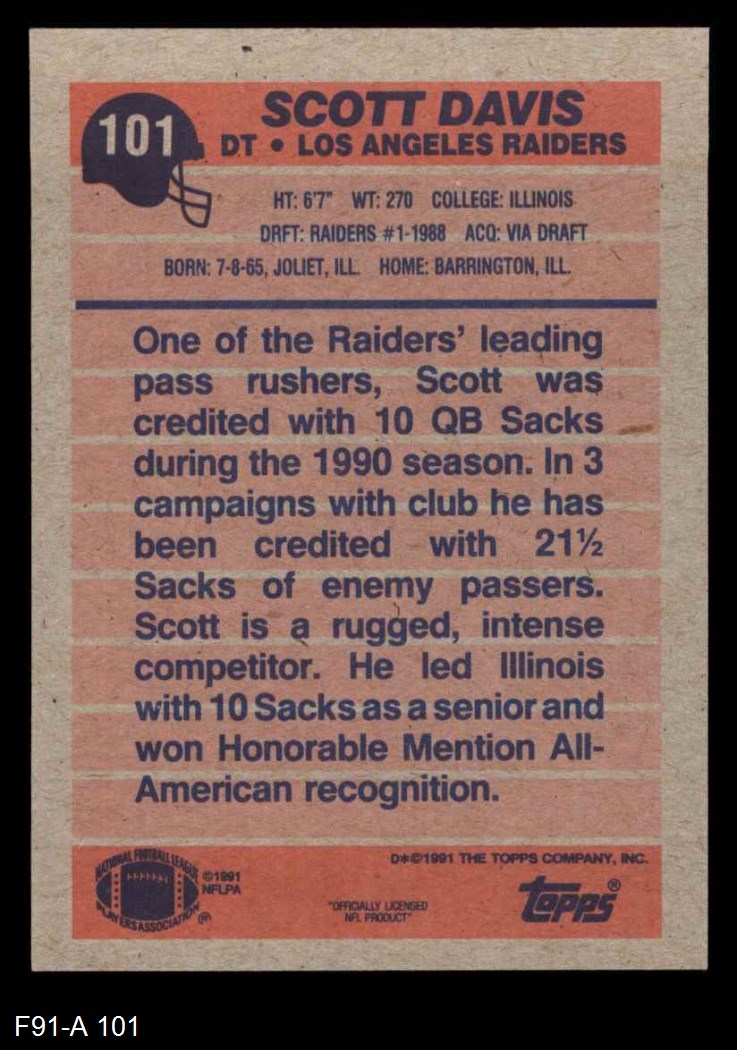 101
SCOTT DAVIS
DT • LOS ANGELES RAIDERS
HT: 6'7" WT: 270 COLLEGE: ILLINOIS
DRFT: RAIDERS #1-1988 ACQ: VIA DRAFT
BORN: 7-8-65, JOLIET, ILL. HOME: BARRINGTON, ILL.
One of the Raiders' leading
pass rushers, Scott was
credited with 10 QB Sacks
during the 1990 season. In 3
campaigns with club he has
been credited with 21½
Sacks of enemy passers.
Scott is a rugged, intense
competitor. He led Illinois
with 10 Sacks as a senior and
won Honorable Mention All-
American recognition.
D*©1991 THE TOPPS COMPANY, INC.
NATIONAL FOOTBALL LEAGUE
PLAYERS ASSOCIATION
©1991
NFLPA
"OFFICIALLY LICENSED
NFL PRODUCT"
topps®
F91-A 101